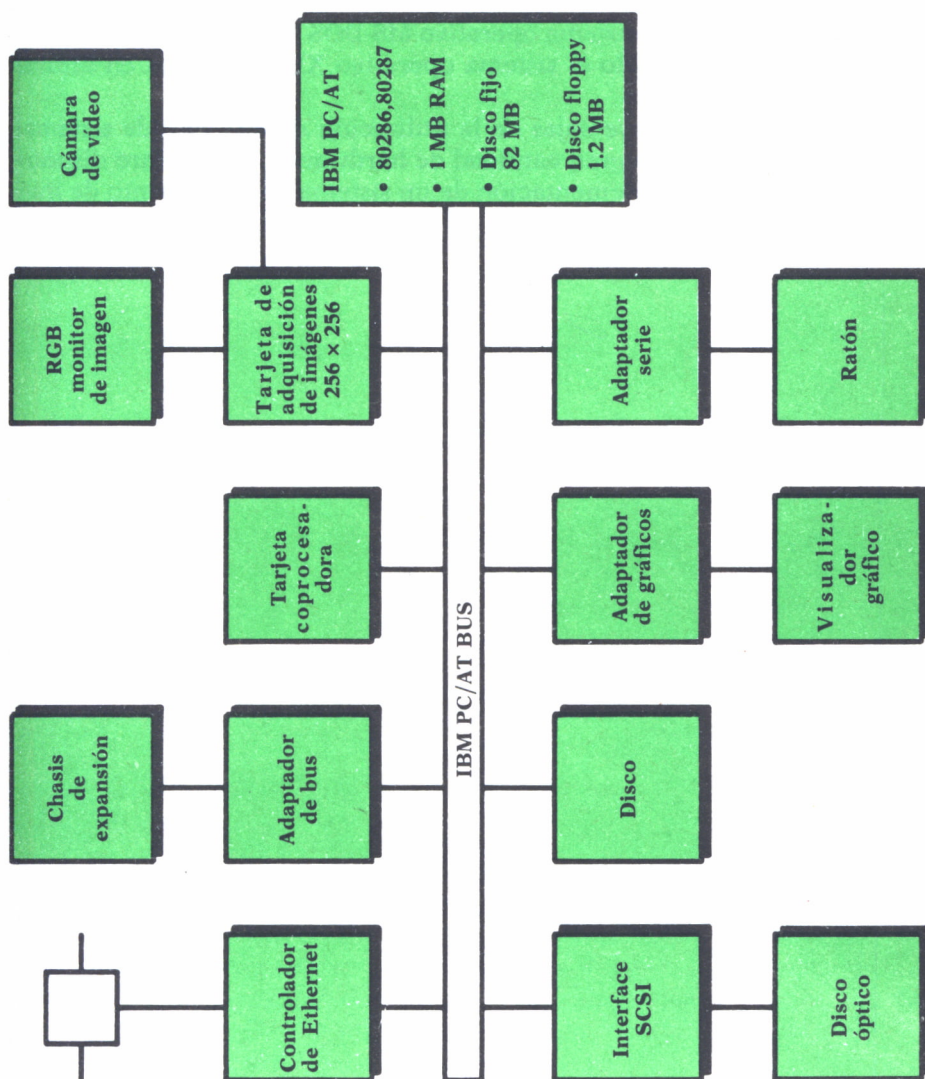 Cámara
de vídeo
RGB
monitor
de imagen
Chasis
de
expansión
IBM PC/AT
• 80286,80287
• 1 MB RAM
• Disco fijo
82 MB
• Disco floppy
1.2 MB
Tarjeta de
adquisición
de imágenes
256 × 256
Tarjeta
coprocesa-
dora
Adaptador
de bus
Controlador
de Ethernet
IBM PC/AT BUS
Adaptador
serie
Adaptador
de gráficos
Disco
Interface
SCSI
Ratón
Visualiza-
dor
gráfico
Disco
óptico